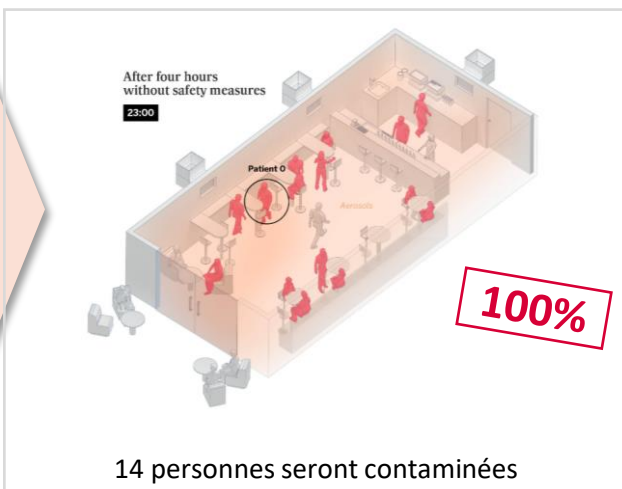 After four hours
without safety measures
23:00
Patient 0
Aerosols
100%
14 personnes seront contaminées